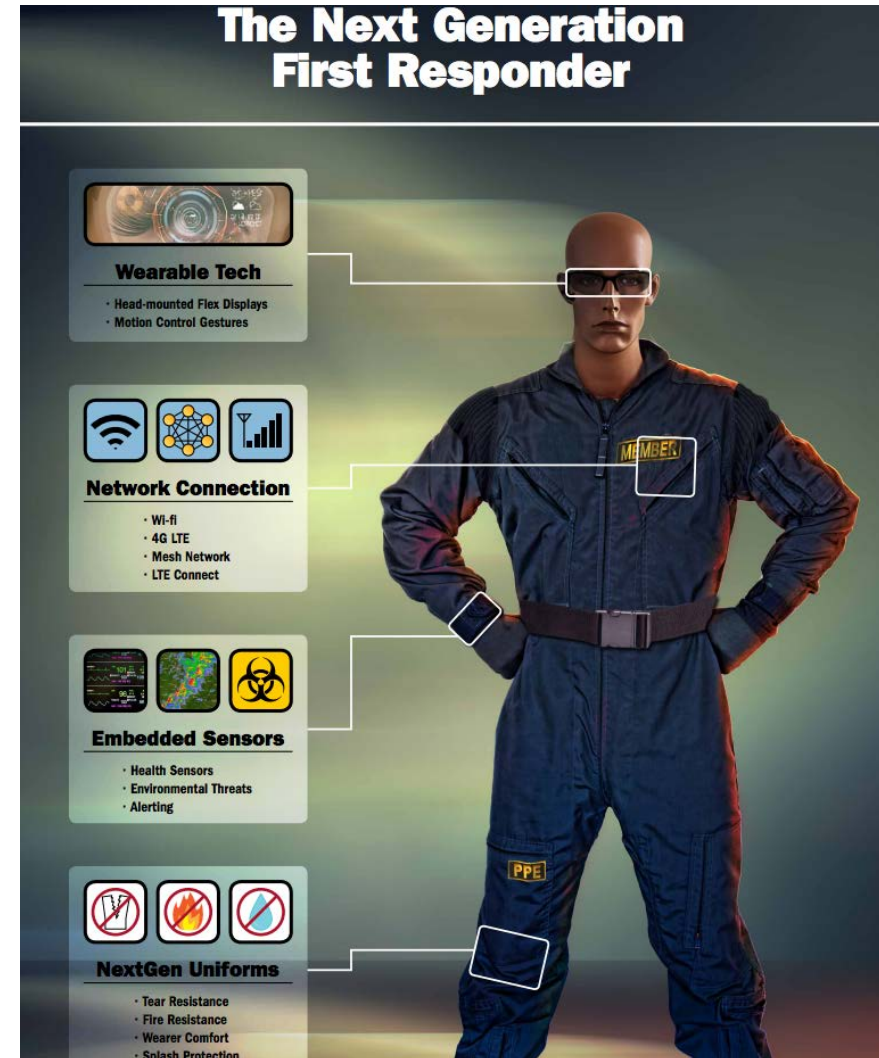 The Next Generation
First Responder
Wearable Tech
· Head-mounted Flex Displays
· Motion Control Gestures
MEMBER
Network Connection
· Wi-fi
· 4G LTE
· Mesh Network
· LTE Connect
Embedded Sensors
· Health Sensors
· Environmental Threats
· Alerting
PPE
NextGen Uniforms
· Tear Resistance
· Fire Resistance
· Wearer Comfort
· Splash Protection